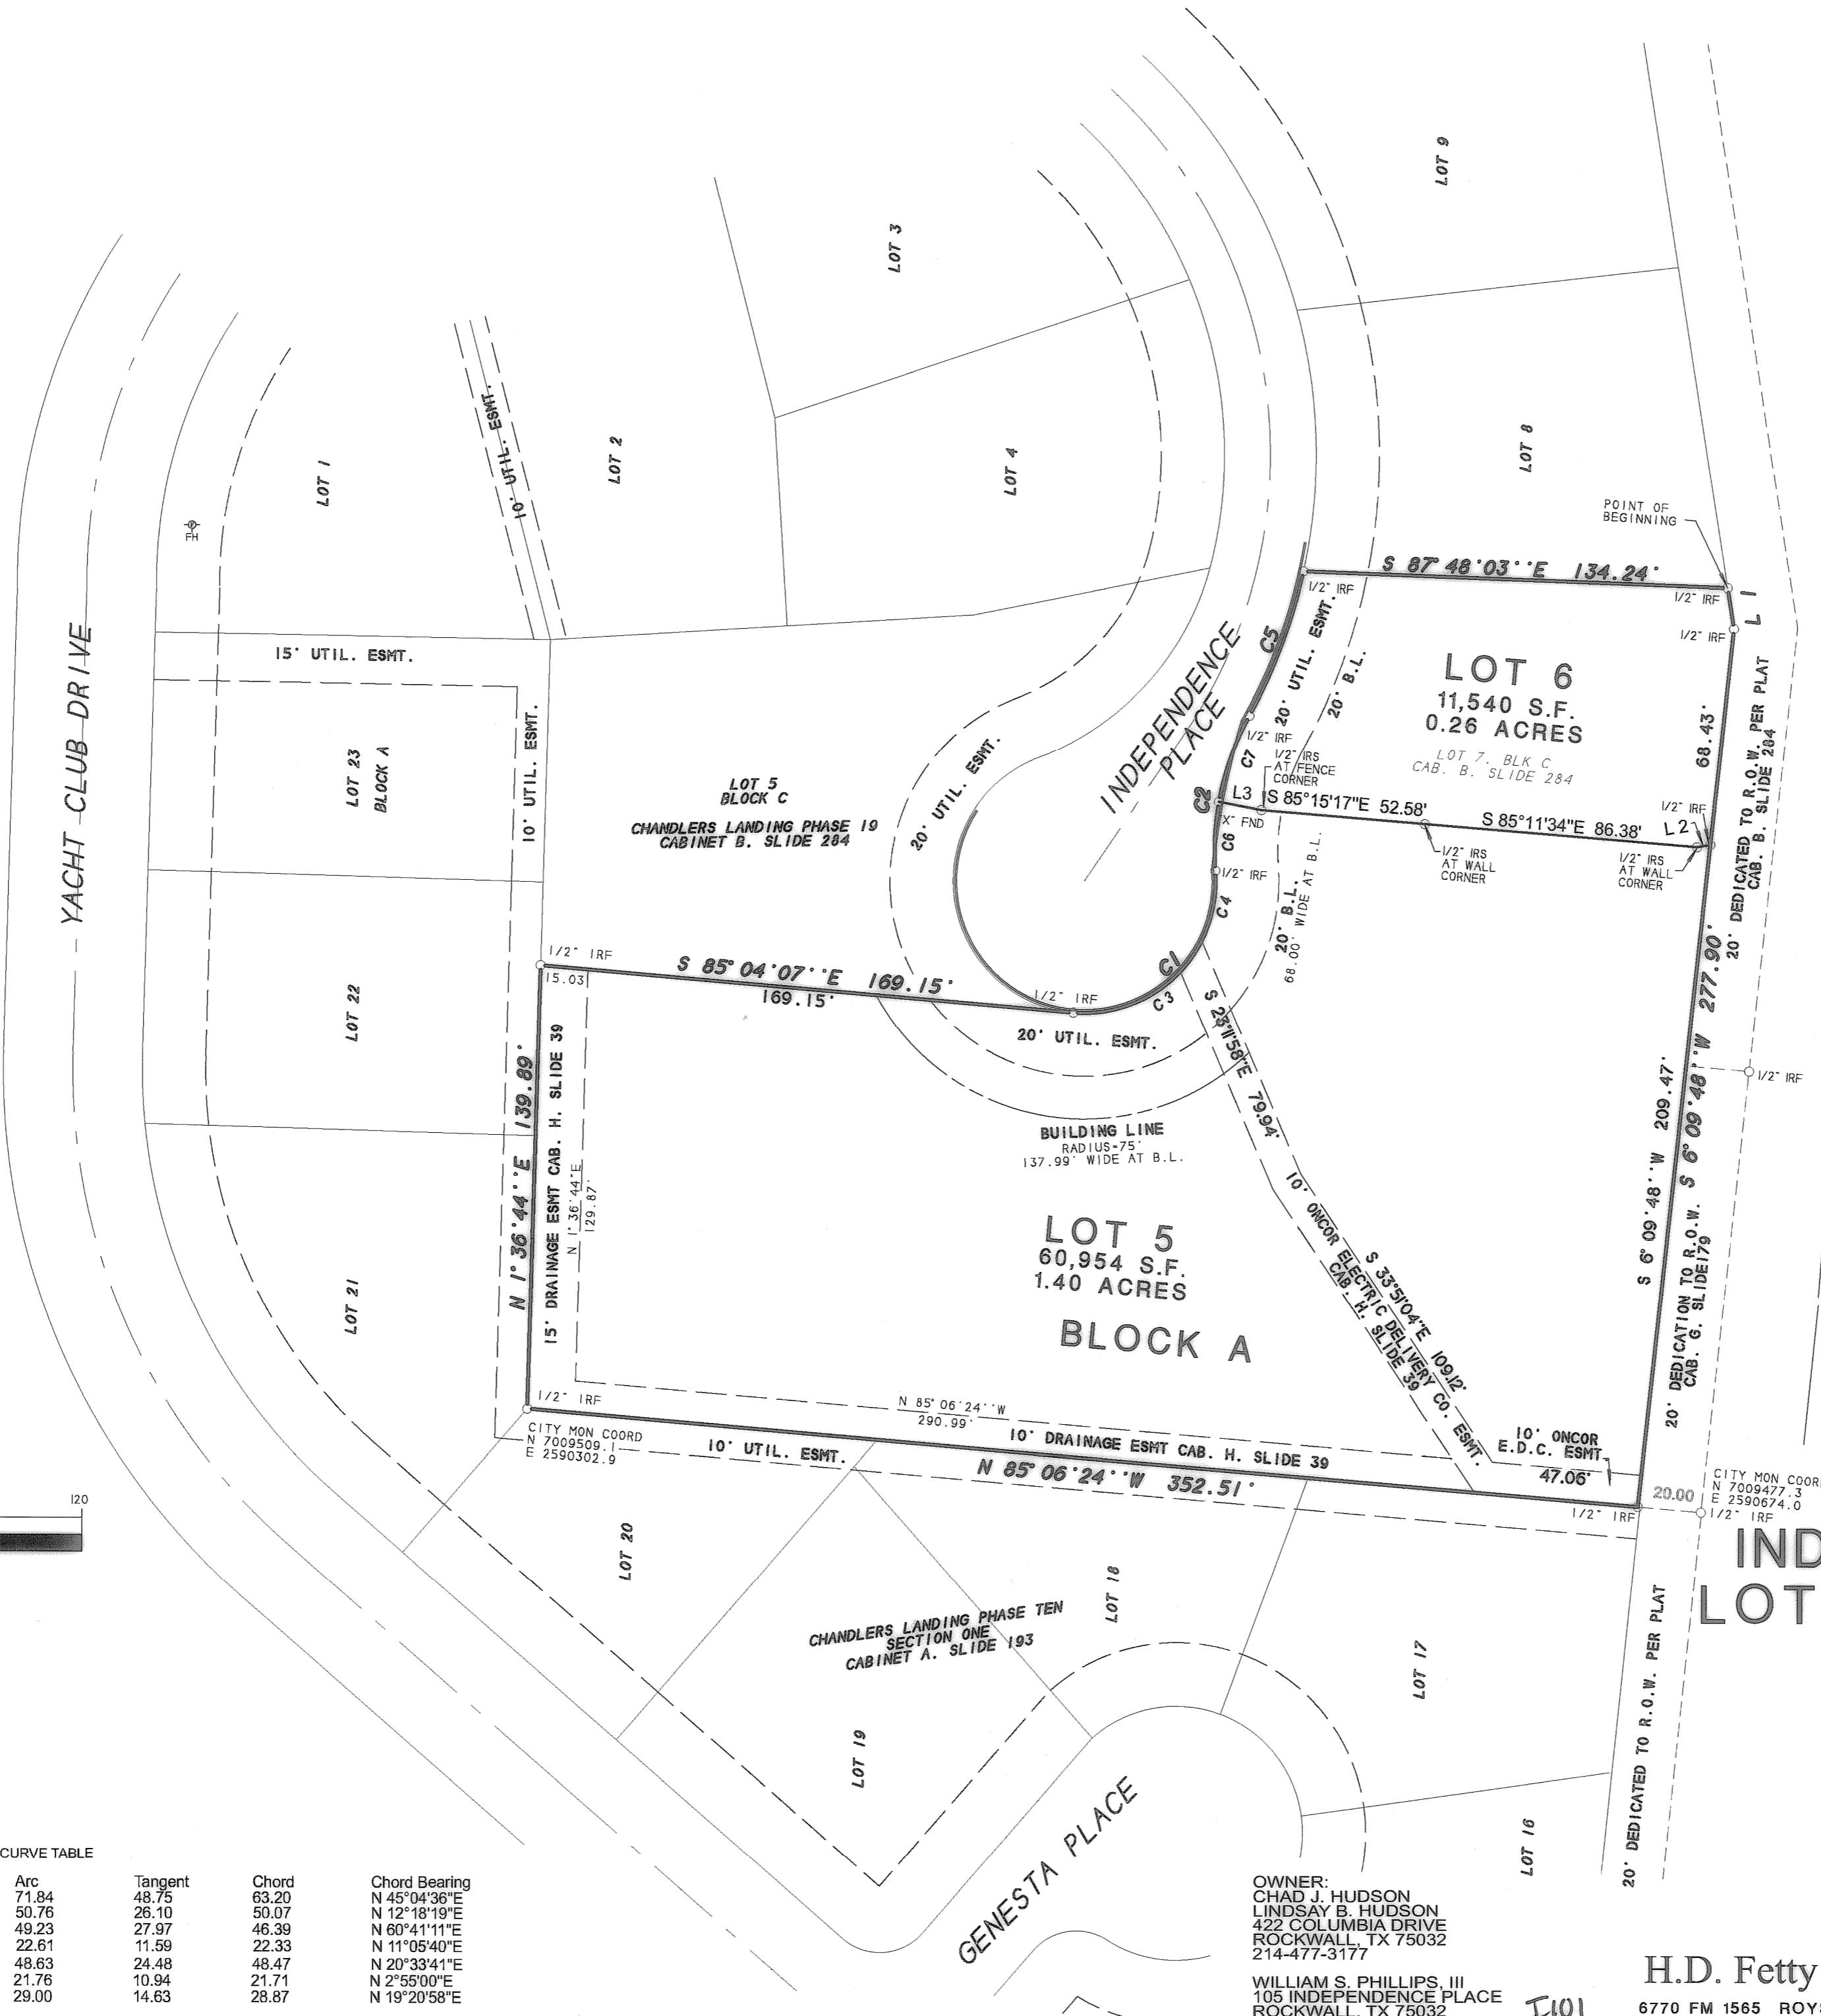 LOT 9
LOT 3
LOT 8
LOT 4
LOT 2
LOT 1
10' UTIL. ESMT.
FH
POINT OF
BEGINNING
S 87°48'03''E 134.24'
1/2" IRF
1/2" IRF
L 1
1/2" IRF
YACHT CLUB DRIVE
15' UTIL. ESMT.
10' UTIL. ESMT.
LOT 23
BLOCK A
LOT 5
BLOCK C
CHANDLERS LANDING PHASE 19
CABINET B. SLIDE 284
20' UTIL. ESMT.
INDEPENDENCE
PLACE
C5
20' UTIL. ESMT.
20' B.L.
LOT 6
11,540 S.F.
0.26 ACRES
LOT 7. BLK C
CAB. B. SLIDE 284
68.43'
20' DEDICATED TO R.O.W. PER PLAT
CAB. B. SLIDE 284
1/2" IRF
C7
1/2" IRS
AT FENCE
CORNER
C2
L3
S 85°15'17"E 52.58'
S 85°11'34"E 86.38'
L2
1/2" IRF
X" FND
C6
1/2" IRS
AT WALL
CORNER
1/2" IRS
AT WALL
CORNER
1/2" IRF
C4
20' B.L.
68.00' WIDE AT B.L.
C1
C3
LOT 22
1/2" IRF
15.03
S 85°04'07''E 169.15'
169.15'
1/2" IRF
20' UTIL. ESMT.
S 23°11'58"E 79.94'
N 1°36'44''E 139.89'
15' DRAINAGE ESMT CAB. H. SLIDE 39
N 1°36'44"E
129.87'
BUILDING LINE
RADIUS-75'
137.99' WIDE AT B.L.
S 6°09'48''W 277.90'
S 6°09'48''W 209.47'
1/2" IRF
20' DEDICATION TO R.O.W.
CAB. G. SLIDE179
LOT 21
LOT 5
60,954 S.F.
1.40 ACRES
BLOCK A
10' ONCOR ELECTRIC DELIVERY CO. ESMT.
CAB. H. SLIDE 39
S 33°51'04"E 109.12'
1/2" IRF
CITY MON COORD
N 7009509.1
E 2590302.9
N 85°06'24''W
290.99'
10' UTIL. ESMT.
10' DRAINAGE ESMT CAB. H. SLIDE 39
N 85°06'24''W 352.51'
10' ONCOR
E.D.C. ESMT
47.06'
1/2" IRF
20.00
CITY MON COOR
N 7009477.3
E 2590674.0
1/2" IRF
120
IND
LOT
LOT 20
LOT 18
CHANDLERS LANDING PHASE TEN
SECTION ONE
CABINET A. SLIDE 193
LOT 17
LOT 19
LOT 16
20' DEDICATED TO R.O.W. PER PLAT
GENESTA PLACE
CURVE TABLE
Arc Tangent Chord Chord Bearing
71.84 48.75 63.20 N 45°04'36"E
50.76 26.10 50.07 N 12°18'19"E
49.23 27.97 46.39 N 60°41'11"E
22.61 11.59 22.33 N 11°05'40"E
48.63 24.48 48.47 N 20°33'41"E
21.76 10.94 21.71 N 2°55'00"E
29.00 14.63 28.87 N 19°20'58"E
OWNER:
CHAD J. HUDSON
LINDSAY B. HUDSON
422 COLUMBIA DRIVE
ROCKWALL, TX 75032
214-477-3177
WILLIAM S. PHILLIPS, III
105 INDEPENDENCE PLACE
ROCKWALL, TX 75032
H.D. Fetty
6770 FM 1565 ROY